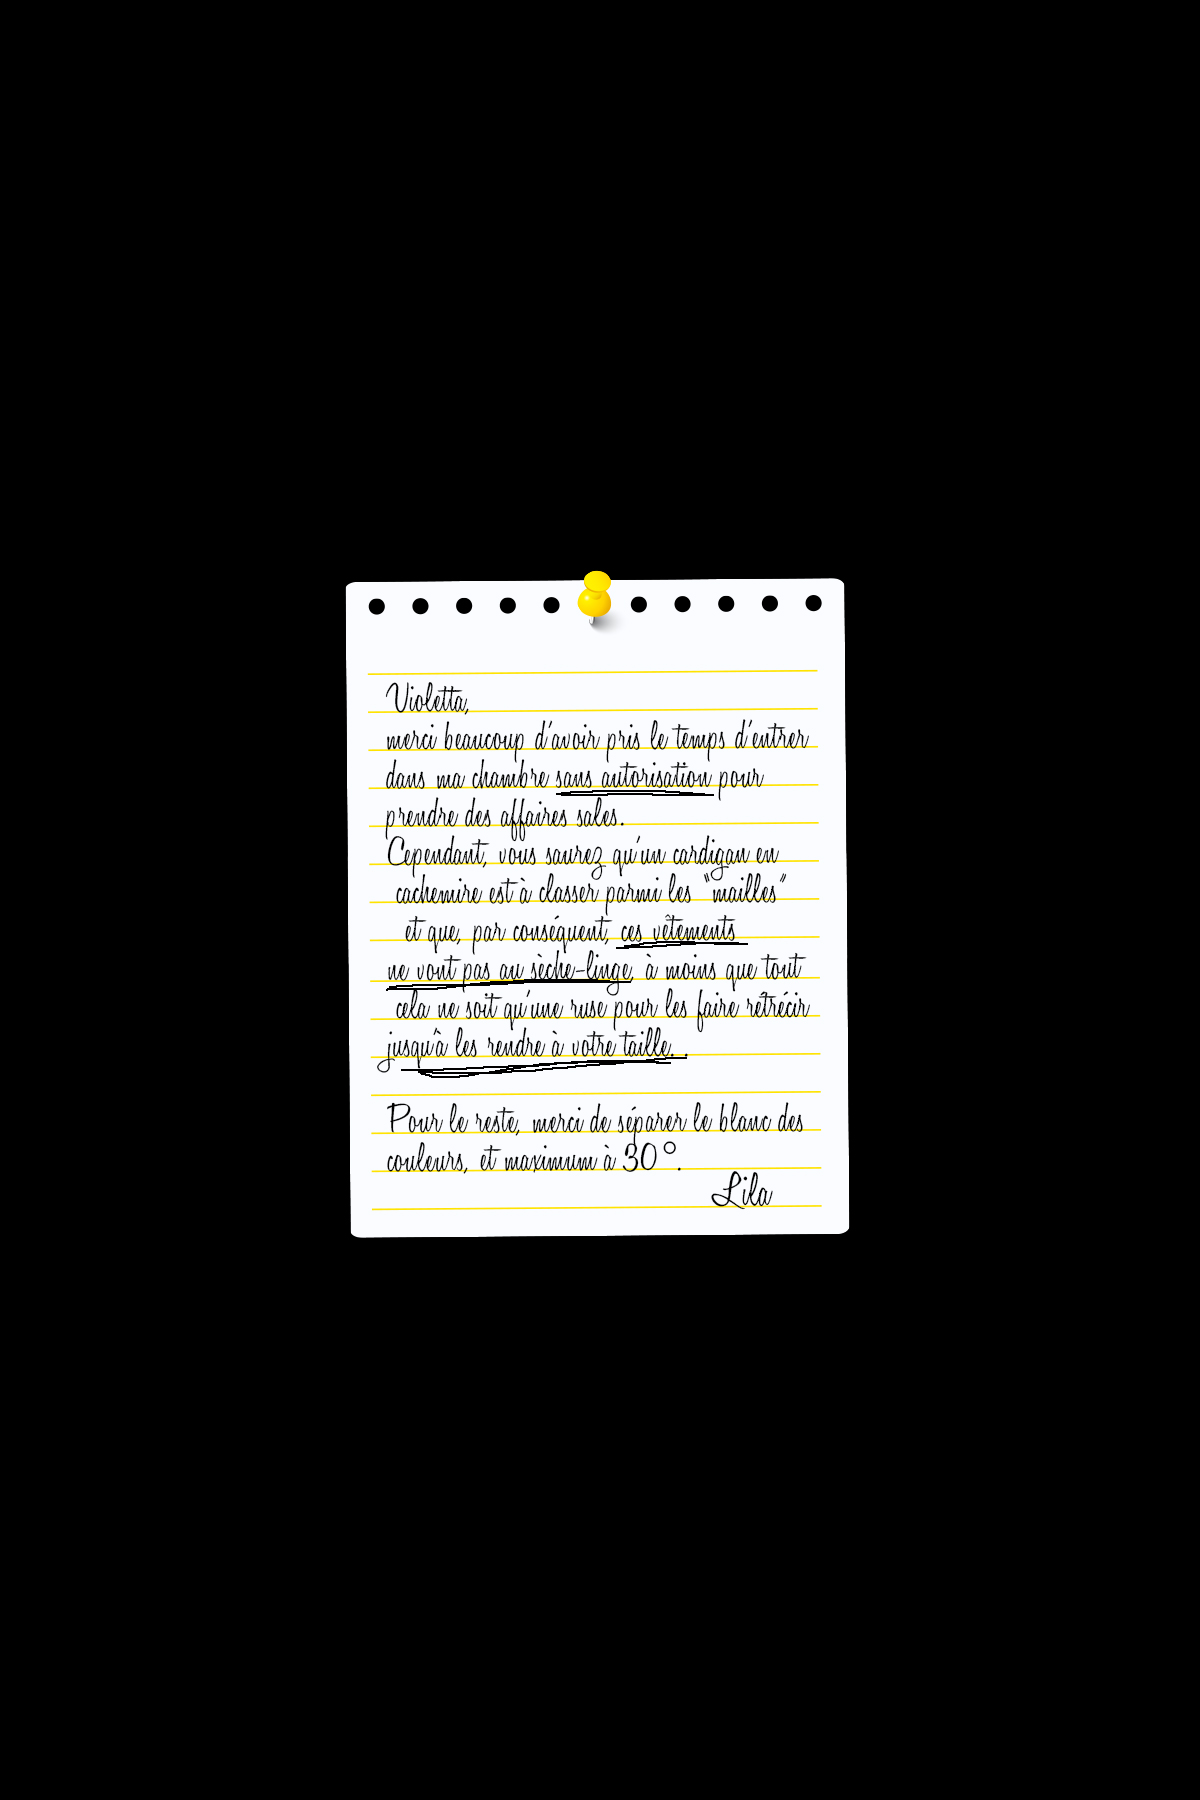 Violetta,
merci beaucoup d'avoir pris le temps d'entrer
dans ma chambre sans autorisation pour
prendre des affaires sales.
Cependant, vous saurez qu'un cardigan en
cachemire est à classer parmi les "mailles"
et que, par conséquent, ces vêtements
ne vont pas au sèche-linge, à moins que tout
cela ne soit qu'une ruse pour les faire rétrécir
jusqu'à les rendre à votre taille...
Pour le reste, merci de séparer le blanc des
couleurs, et maximum à 30°.
Lila